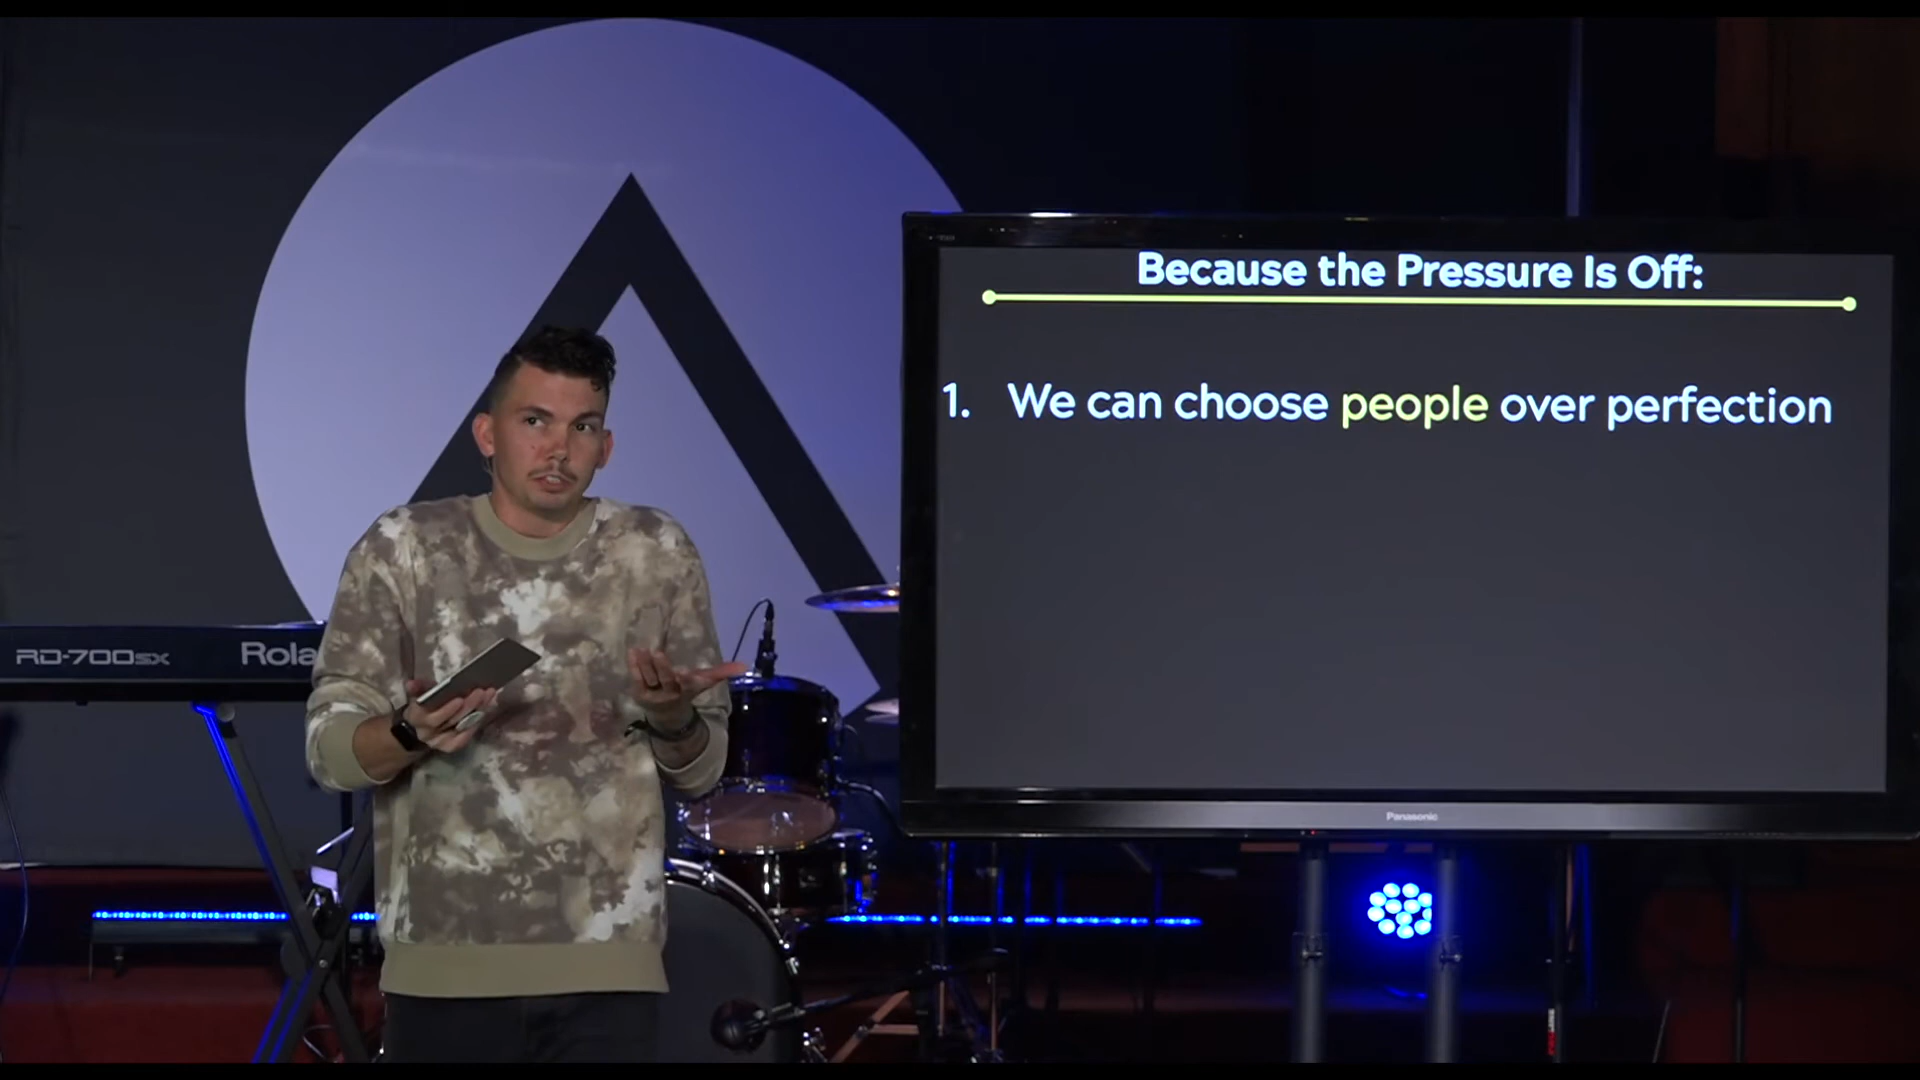 Because the Pressure Is Off:
1. We can choose people over perfection
RD-700SX Rola
Panasonic